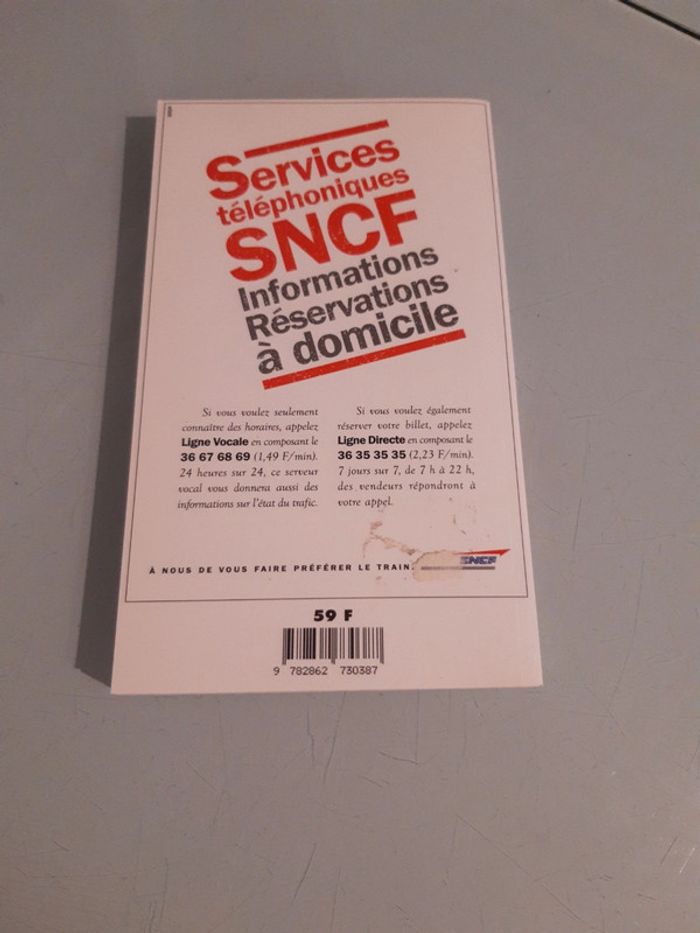 Services
téléphoniques
SNCF
Informations
Réservations
à domicile
Si vous voulez seulement
connaître des horaires, appelez
Ligne Vocale en composant le
36 67 68 69 (1,49 F/min).
24 heures sur 24, ce serveur
vocal vous donnera aussi des
informations sur l'état du trafic.
Si vous voulez également
réserver votre billet, appelez
Ligne Directe en composant le
36 35 35 35 (2,23 F/min).
7 jours sur 7, de 7 h à 22 h,
des vendeurs répondront à
votre appel.
À NOUS DE VOUS FAIRE PRÉFÉRER LE TRAIN.
SNCF
59 F
9 782862 730387